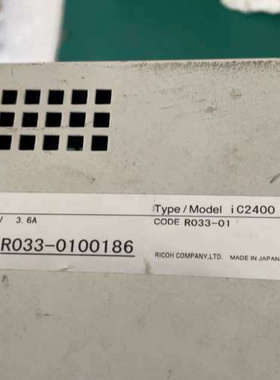 Type/Model iC2400
V 3.6A
CODE R033-01
R033-0100186
RICOH COMPANY,LTD. MADE IN JAPAN